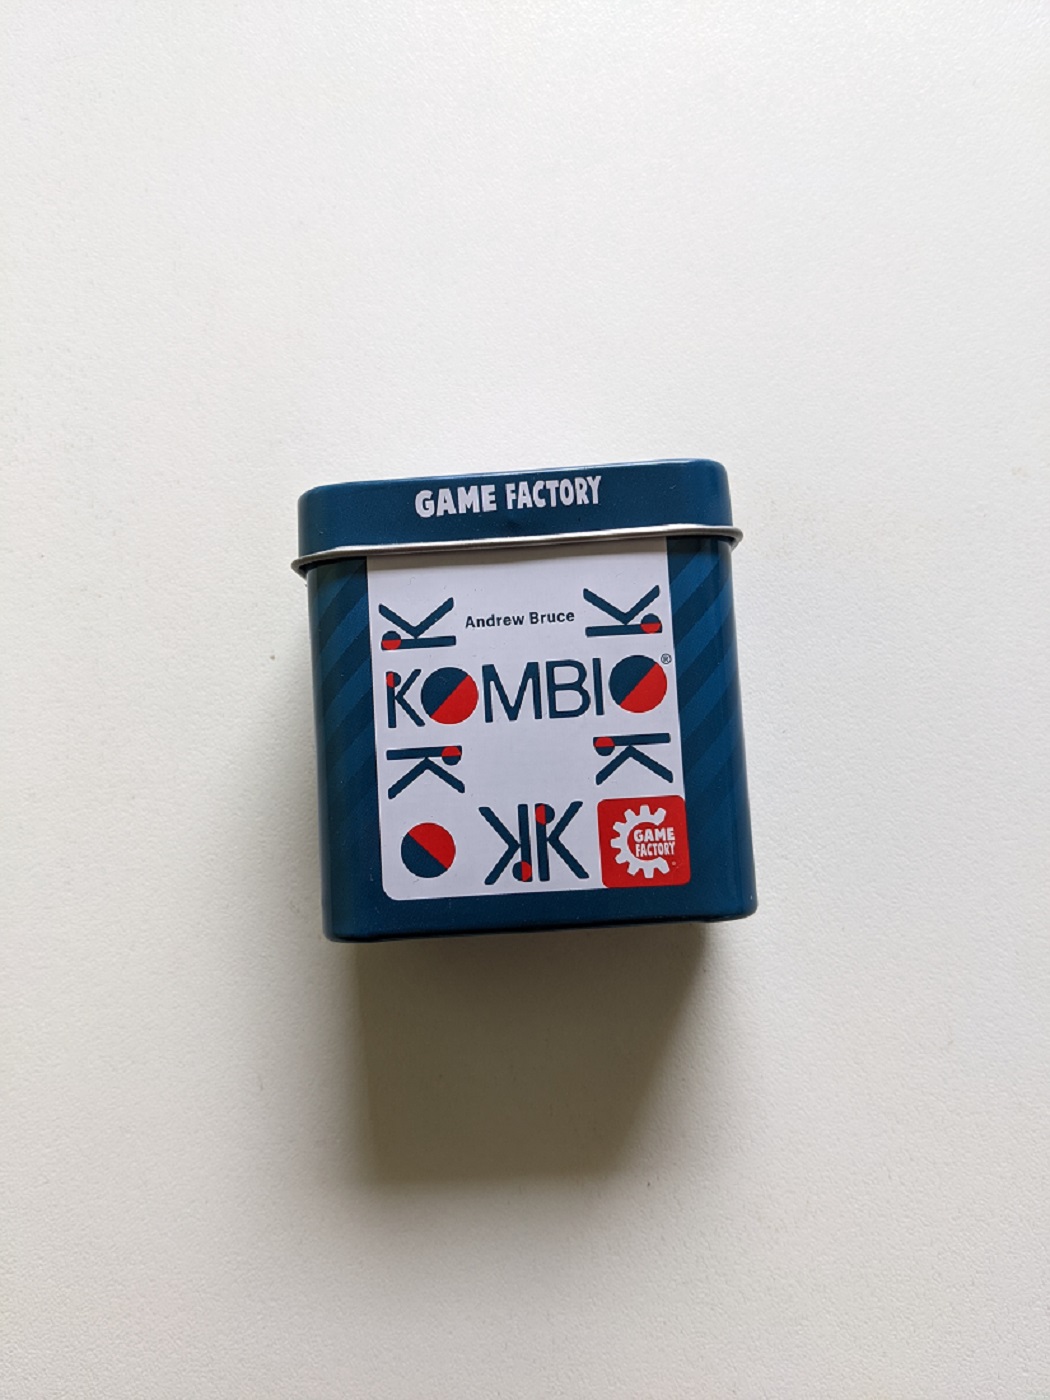 GAME FACTORY
K Andrew Bruce K
KOMBIO®
K K
K K
GAME
FACTORY